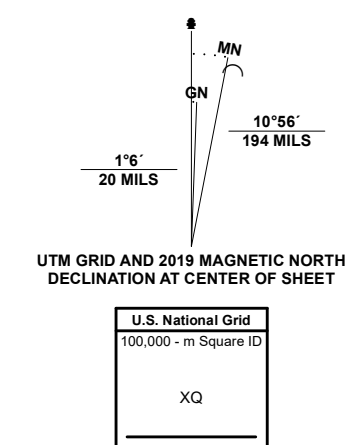 MN
GN
10°56´
194 MILS
1°6´
20 MILS
UTM GRID AND 2019 MAGNETIC NORTH
DECLINATION AT CENTER OF SHEET
U.S. National Grid
100,000 - m Square ID
XQ